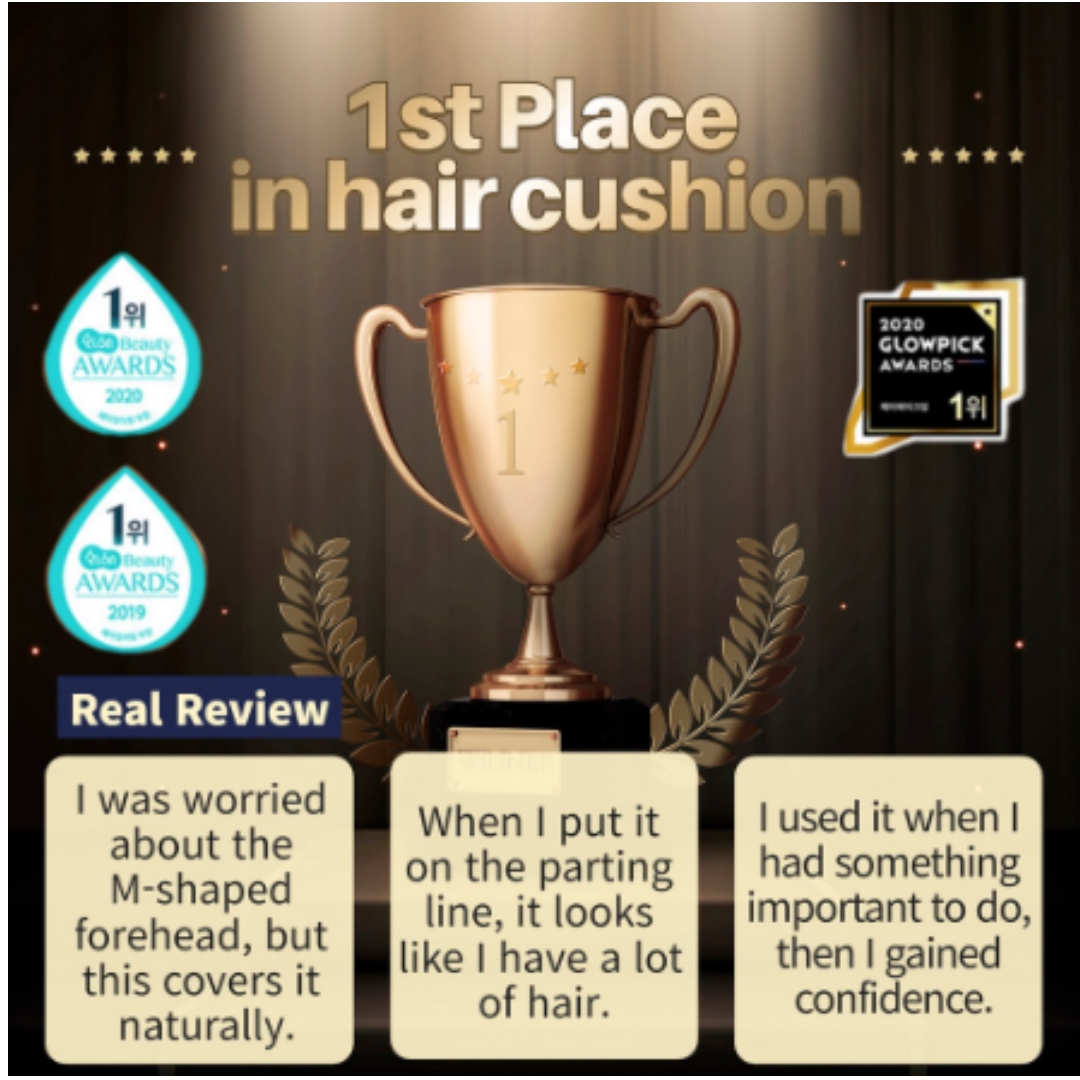 1st Place
in hair cushion
1위
Beauty
AWARDS
2020
2020
GLOWPICK
AWARDS
1위
1
1위
Beauty
AWARDS
2019
WINNER
Real Review
I was worried
about the
M-shaped
forehead, but
this covers it
naturally.
When I put it
on the parting
line, it looks
like I have a lot
of hair.
I used it when I
had something
important to do,
then I gained
confidence.